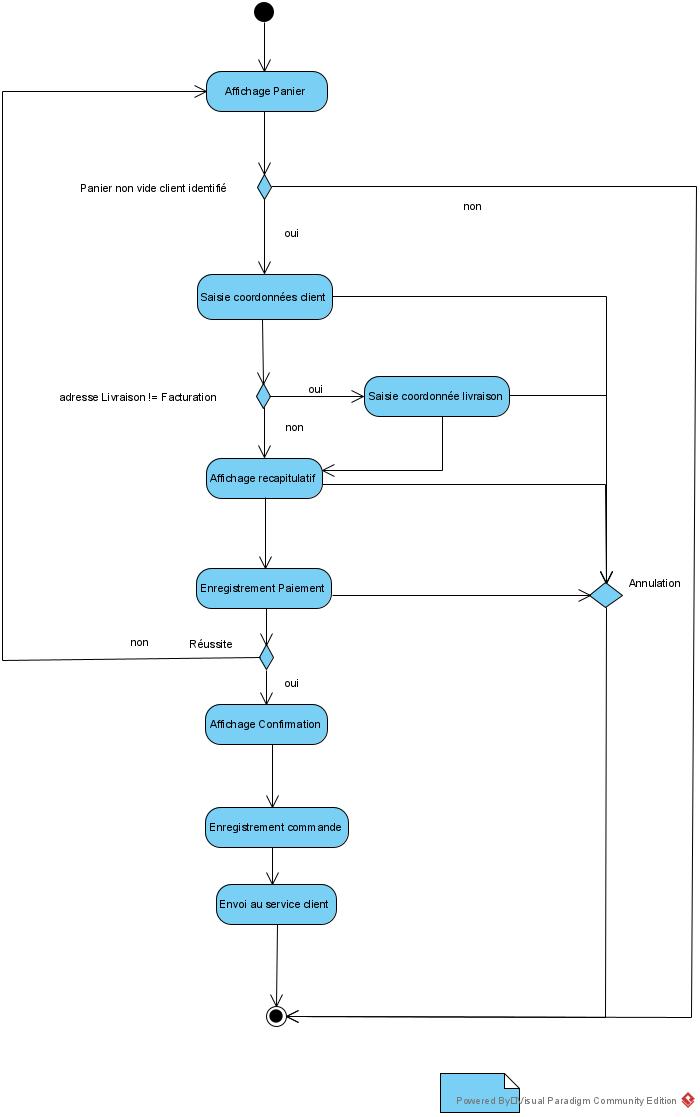 Affichage Panier
Panier non vide client identifié
non
oui
Saisie coordonnées client
oui
Saisie coordonnée livraison
adresse Livraison != Facturation
non
Affichage recapitulatif
Annulation
Enregistrement Paiement
non
Réussite
oui
Affichage Confirmation
Enregistrement commande
Envoi au service client
Powered By Visual Paradigm Community Edition